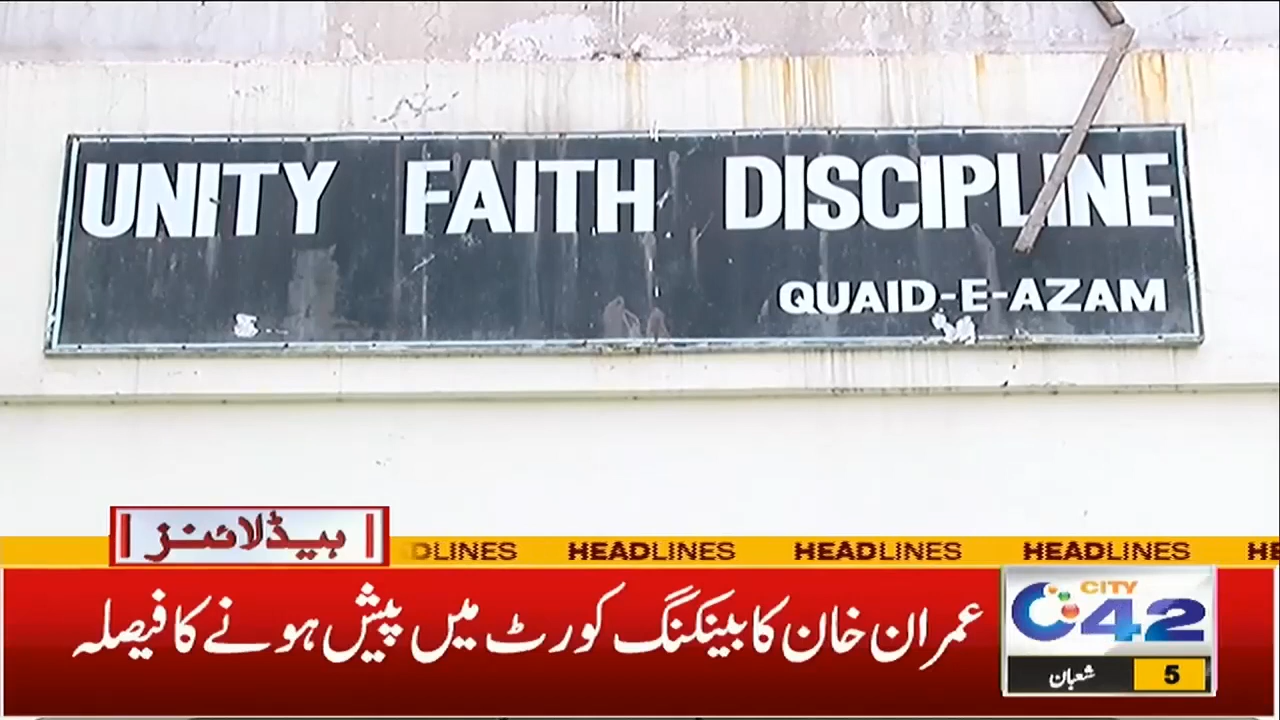 UNITY FAITH DISCIPLINE
QUAID-E-AZAM
ہیڈلائنز
DLINES HEADLINES HEADLINES HEADLINES HE
عمران خان کا بینکنگ کورٹ میں پیش ہونے کا فیصلہ
CITY
42
شعبان 5